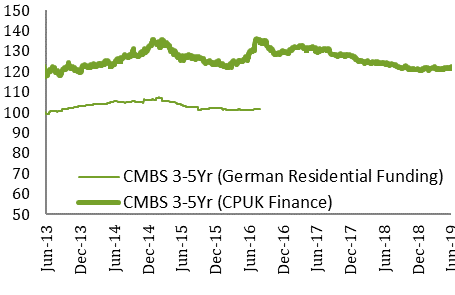 150
140
130
120
110
100
90
80
70
60
50
CMBS 3-5Yr (German Residential Funding)
CMBS 3-5Yr (CPUK Finance)
Jun-13
Dec-13
Jun-14
Dec-14
Jun-15
Dec-15
Jun-16
Dec-16
Jun-17
Dec-17
Jun-18
Dec-18
Jun-19